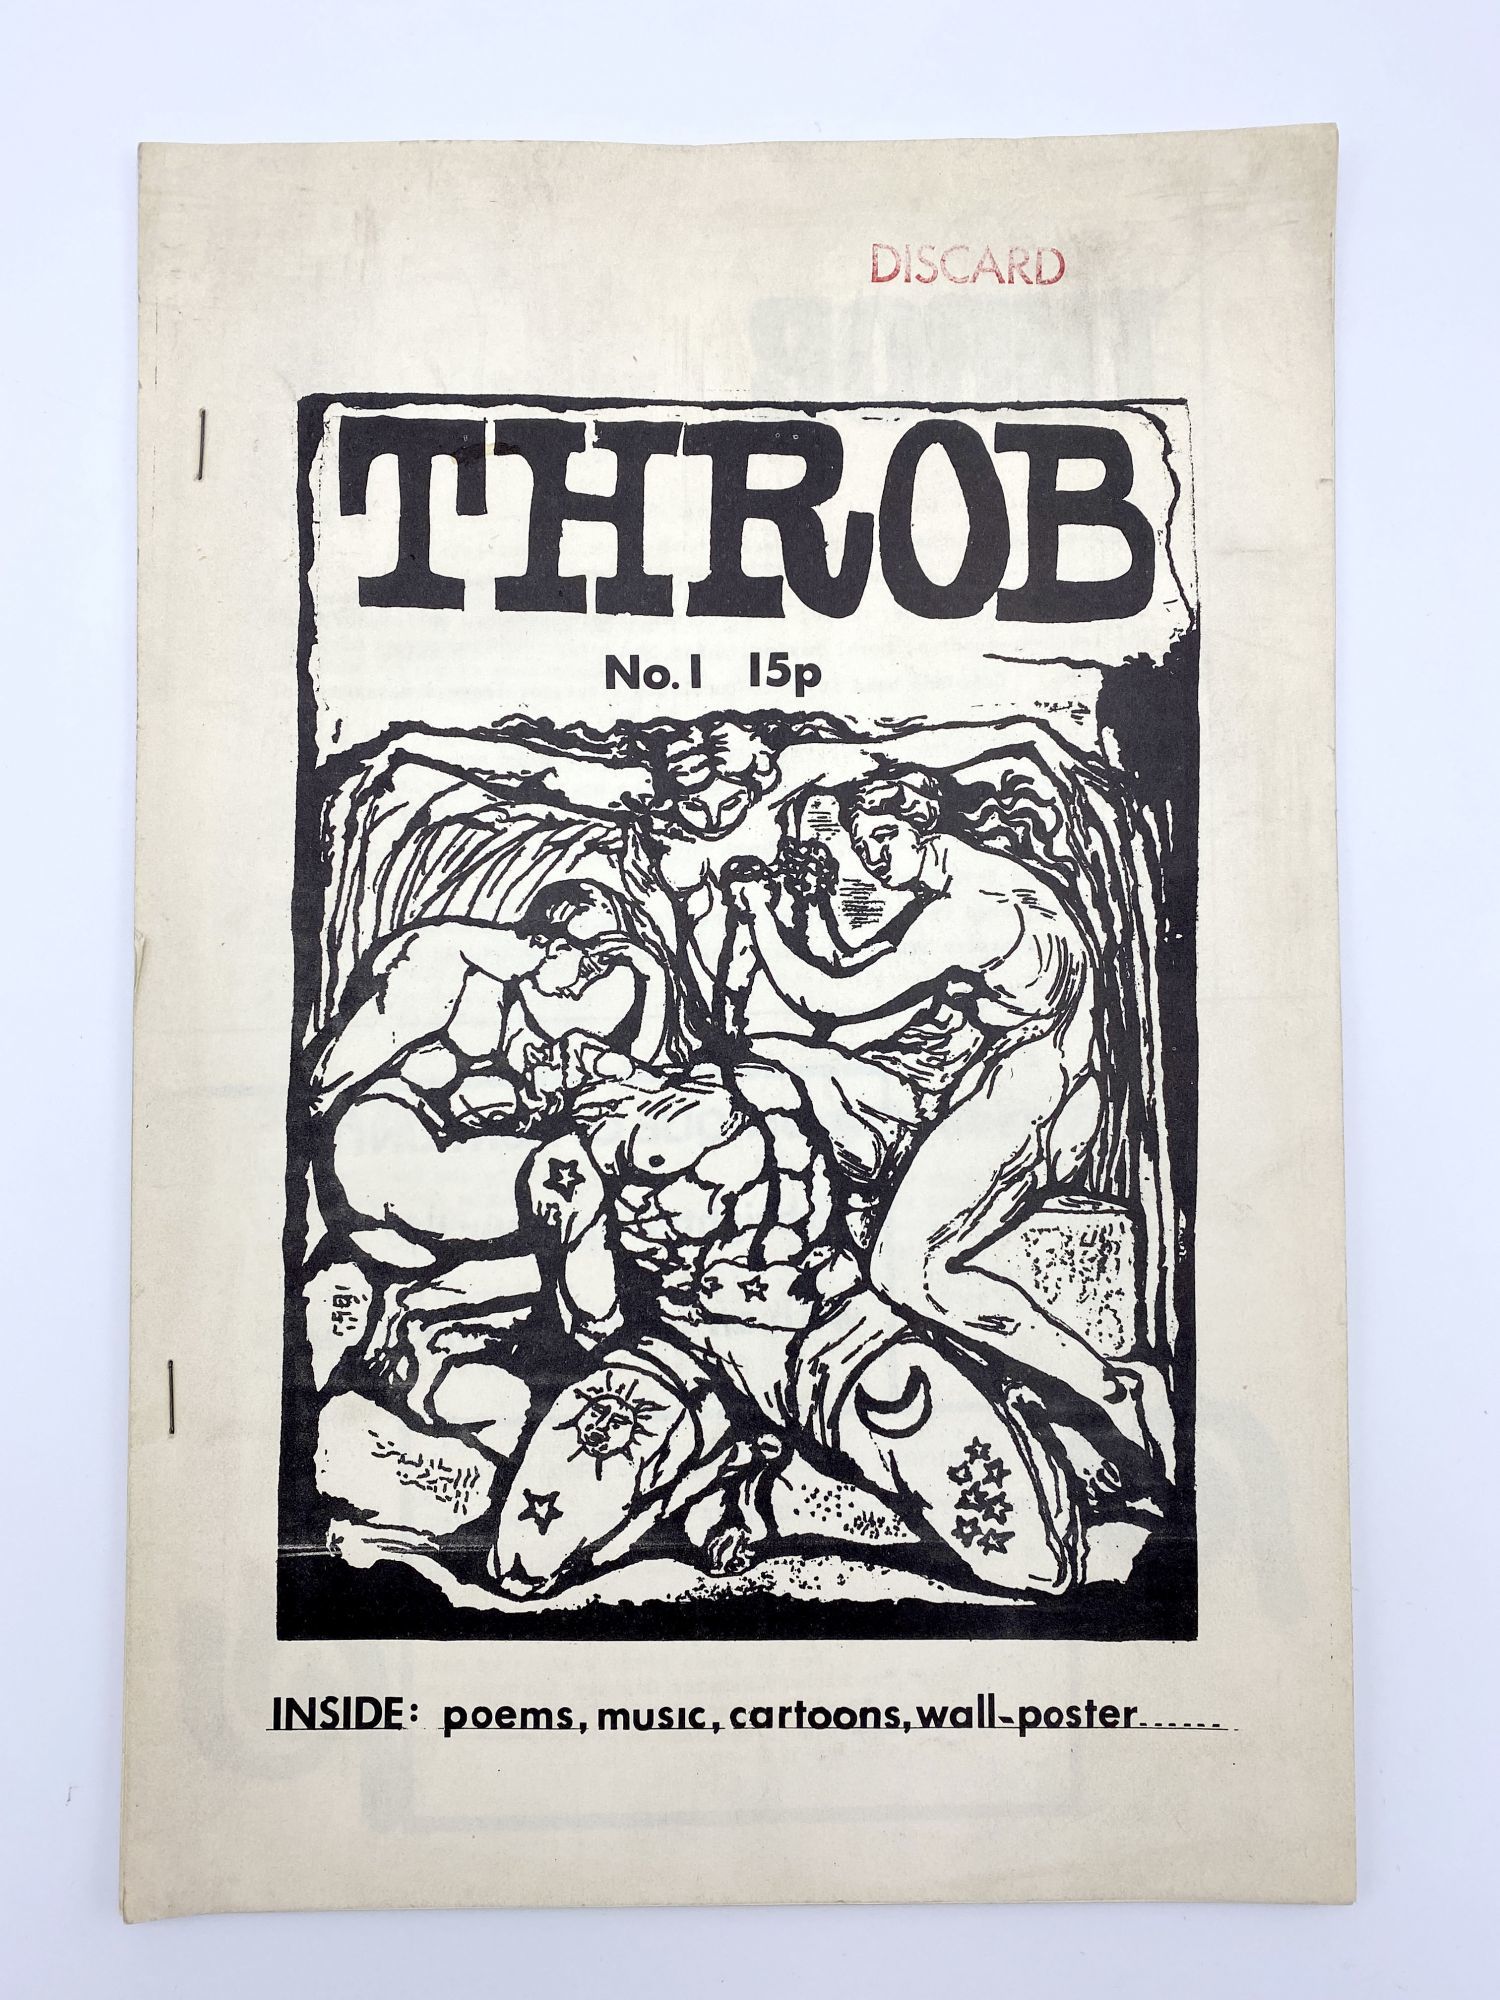 DISCARD
THROB
No. 1 15p
INSIDE: poems, music, cartoons, wall-poster......